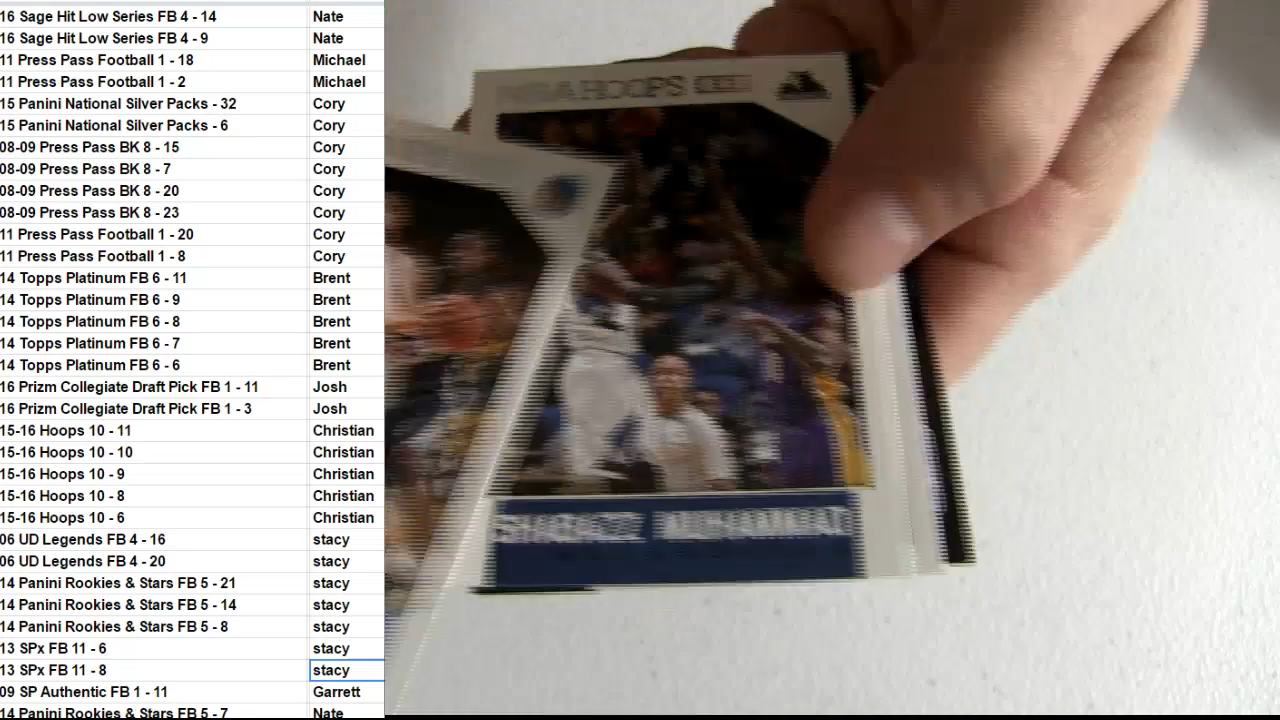 16 Sage Hit Low Series FB 4 - 14 Nate
16 Sage Hit Low Series FB 4 - 9 Nate
11 Press Pass Football 1 - 18 Michael
11 Press Pass Football 1 - 2 Michael
15 Panini National Silver Packs - 32 Cory
15 Panini National Silver Packs - 6 Cory
08-09 Press Pass BK 8 - 15 Cory
08-09 Press Pass BK 8 - 7 Cory
08-09 Press Pass BK 8 - 20 Cory
08-09 Press Pass BK 8 - 23 Cory
11 Press Pass Football 1 - 20 Cory
11 Press Pass Football 1 - 8 Cory
14 Topps Platinum FB 6 - 11 Brent
14 Topps Platinum FB 6 - 9 Brent
14 Topps Platinum FB 6 - 8 Brent
14 Topps Platinum FB 6 - 7 Brent
14 Topps Platinum FB 6 - 6 Brent
16 Prizm Collegiate Draft Pick FB 1 - 11 Josh
16 Prizm Collegiate Draft Pick FB 1 - 3 Josh
15-16 Hoops 10 - 11 Christian
15-16 Hoops 10 - 10 Christian
15-16 Hoops 10 - 9 Christian
15-16 Hoops 10 - 8 Christian
15-16 Hoops 10 - 6 Christian
06 UD Legends FB 4 - 16 stacy
06 UD Legends FB 4 - 20 stacy
14 Panini Rookies & Stars FB 5 - 21 stacy
14 Panini Rookies & Stars FB 5 - 14 stacy
14 Panini Rookies & Stars FB 5 - 8 stacy
13 SPx FB 11 - 6 stacy
13 SPx FB 11 - 8 stacy
09 SP Authentic FB 1 - 11 Garrett
14 Panini Rookies & Stars FB 5 - 7 Nate
NBA HOOPS
SHABAZZ MUHAMMAD